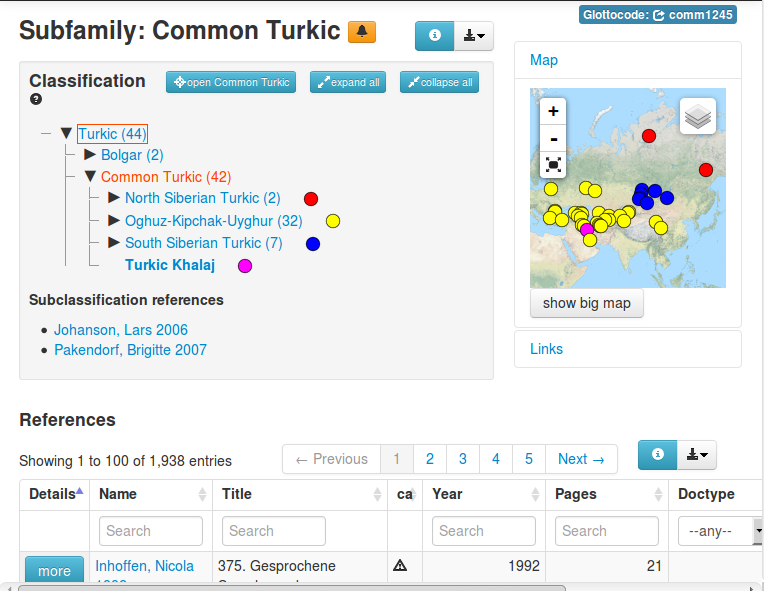 Glottocode: comm1245
Subfamily: Common Turkic
Classification
open Common Turkic
expand all
collapse all
Turkic (44)
Bolgar (2)
Common Turkic (42)
North Siberian Turkic (2)
Oghuz-Kipchak-Uyghur (32)
South Siberian Turkic (7)
Turkic Khalaj
Subclassification references
Johanson, Lars 2006
Pakendorf, Brigitte 2007
Map
+
-
show big map
Links
References
Showing 1 to 100 of 1,938 entries
← Previous 1 2 3 4 5 Next →
Details Name Title ca Year Pages Doctype
Search Search Search Search --any--
more Inhoffen, Nicola 375. Gesprochene 1992 21